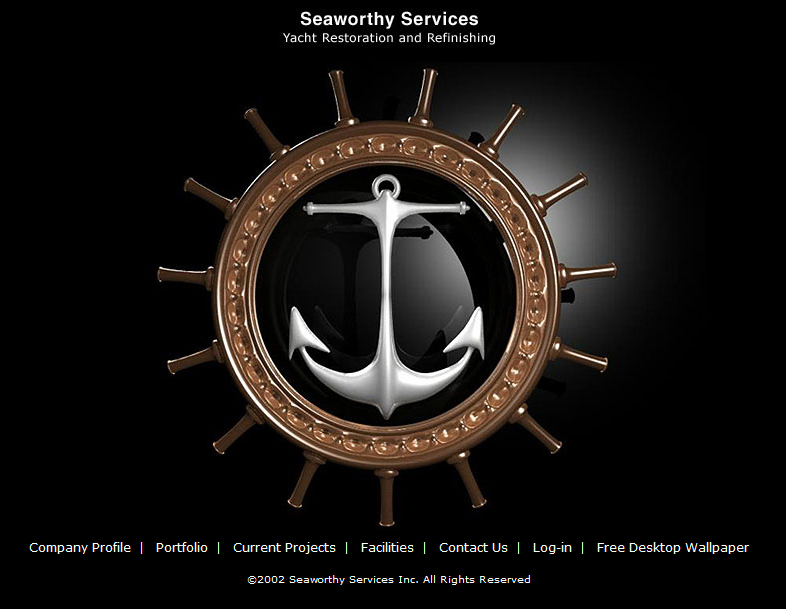 Seaworthy Services
Yacht Restoration and Refinishing
Company Profile | Portfolio | Current Projects | Facilities | Contact Us | Log-in | Free Desktop Wallpaper
©2002 Seaworthy Services Inc. All Rights Reserved